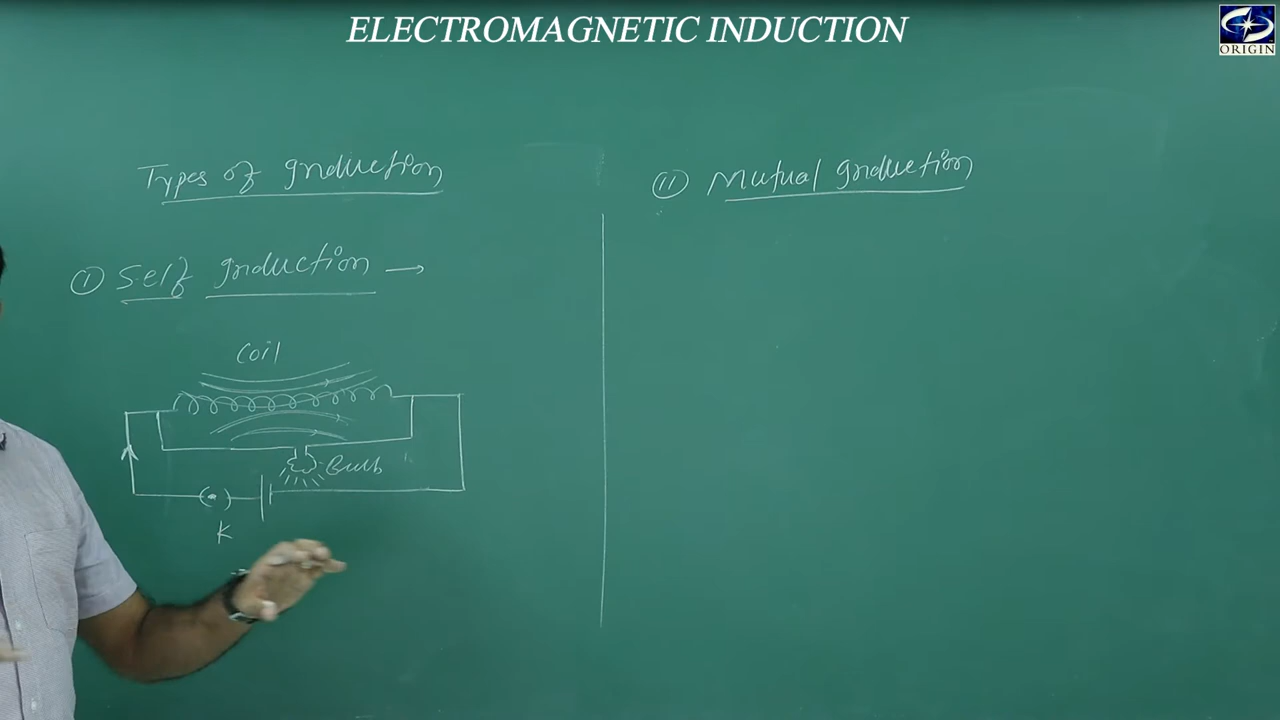 ELECTROMAGNETIC INDUCTION
ORIGIN
Types of Induction
(I) Self Induction →
Coil
Bulb
K
(II) Mutual Induction